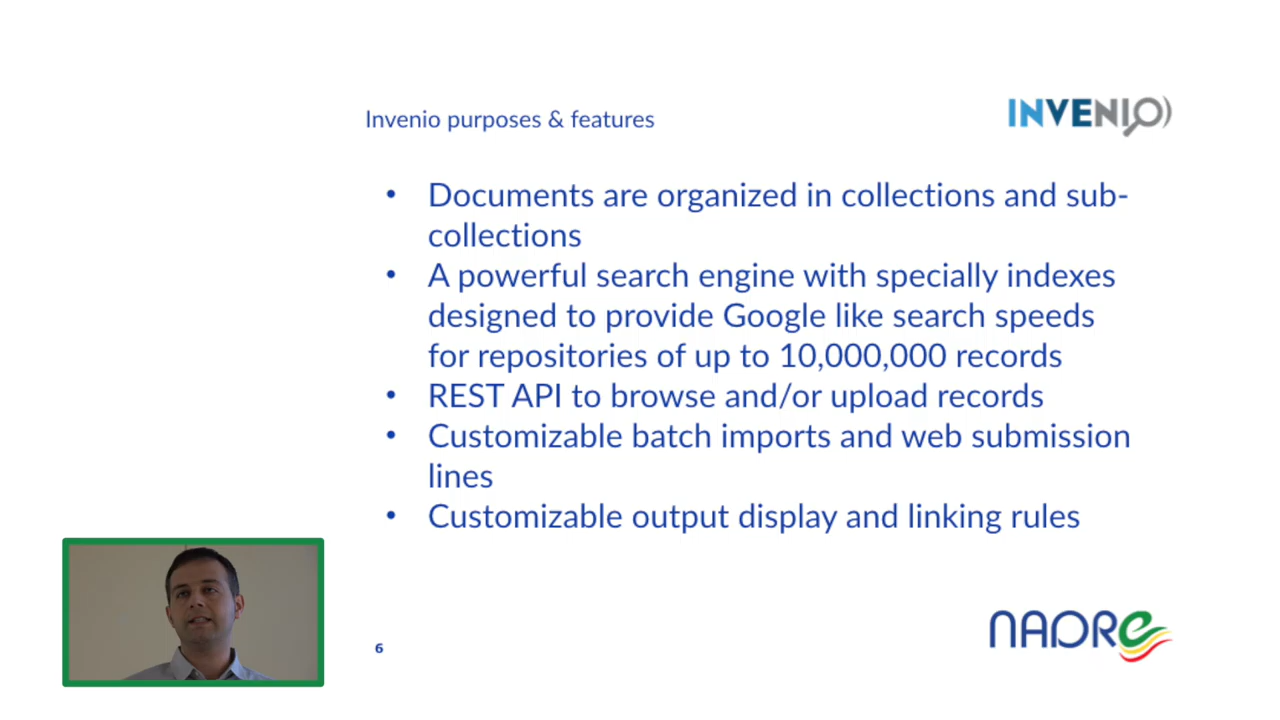 Invenio purposes & features
INVENIO
• Documents are organized in collections and sub-
collections
• A powerful search engine with specially indexes
designed to provide Google like search speeds
for repositories of up to 10,000,000 records
• REST API to browse and/or upload records
• Customizable batch imports and web submission
lines
• Customizable output display and linking rules
6
NADRe